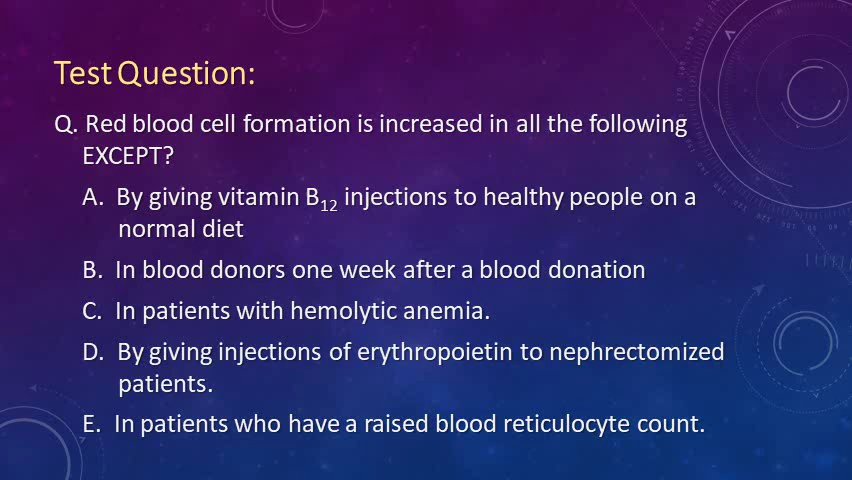 Test Question:
Q. Red blood cell formation is increased in all the following
EXCEPT?
A. By giving vitamin B₁₂ injections to healthy people on a
normal diet
B. In blood donors one week after a blood donation
C. In patients with hemolytic anemia.
D. By giving injections of erythropoietin to nephrectomized
patients.
E. In patients who have a raised blood reticulocyte count.